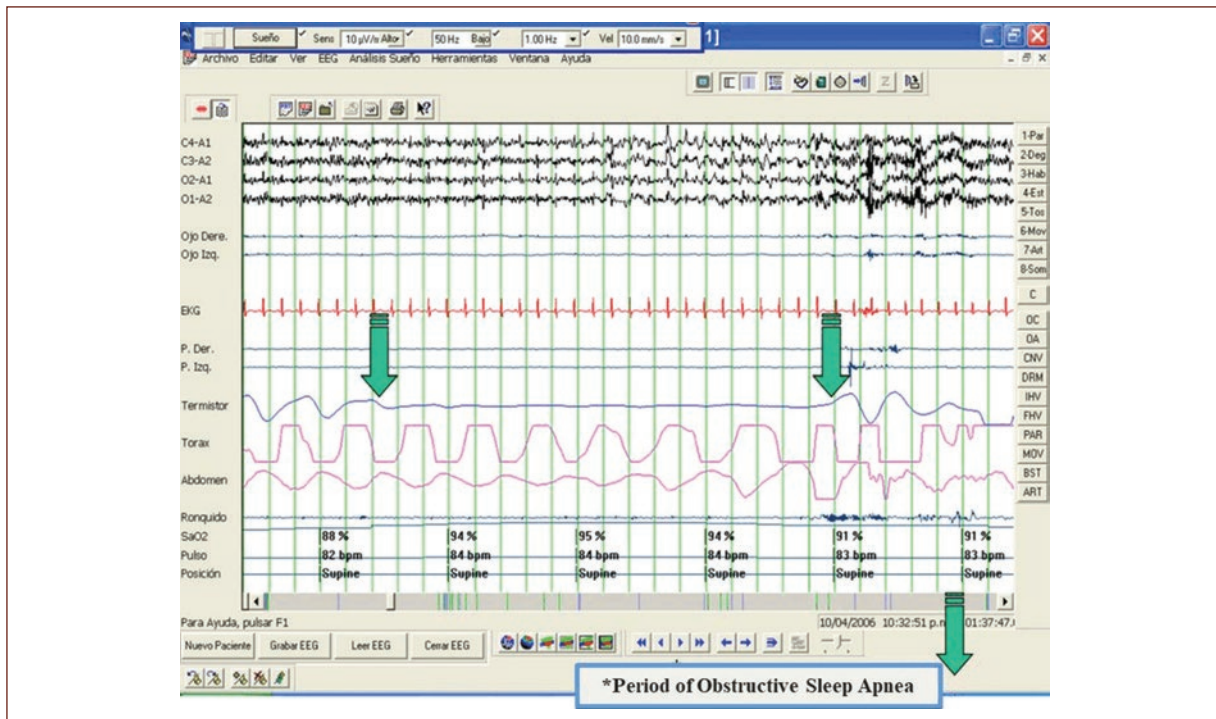 Sueño Sens 10 µV/m Alto 50 Hz Bajo 1.00 Hz Vel 10.0 mm/s 1]
Archivo Editar Ver EEG Análisis Sueño Herramientas Ventana Ayuda
C4-A1
C3-A2
O2-A1
O1-A2
Ojo Dere.
Ojo Izq.
EKG
P. Der.
P. Izq.
Termistor
Torax
Abdomen
Ronquido
SaO2 88 % 94 % 95 % 94 % 91 % 91 %
Pulso 82 bpm 84 bpm 84 bpm 84 bpm 83 bpm 83 bpm
Posición Supine Supine Supine Supine Supine Supine
1-Par
2-Deg
3-Hab
4-Est
5-Tos
6-Mov
7-Art
8-Som
C
OC
OA
CNV
DRM
IHV
FHV
PAR
MOV
BST
ART
Para Ayuda, pulsar F1 10/04/2006 10:32:51 p.m 01:37:47.
Nuevo Paciente Grabar EEG Leer EEG Cerrar EEG
*Period of Obstructive Sleep Apnea